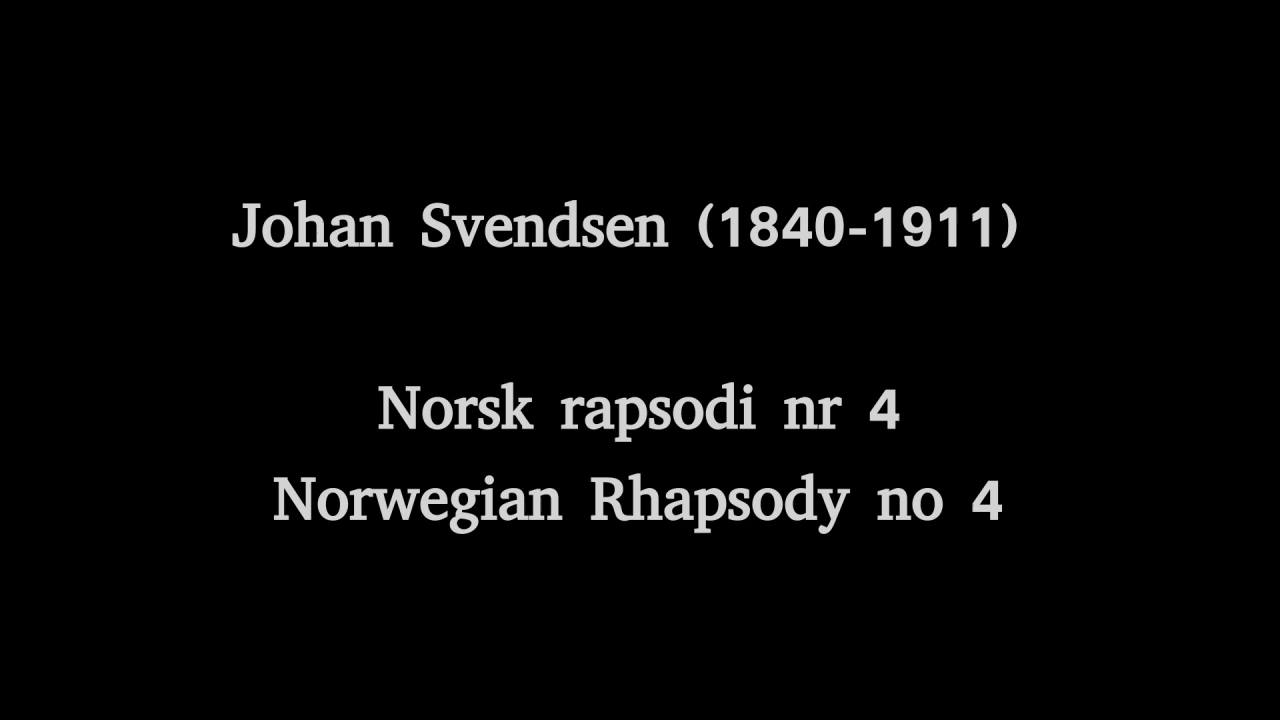 Johan Svendsen (1840-1911)
Norsk rapsodi nr 4
Norwegian Rhapsody no 4